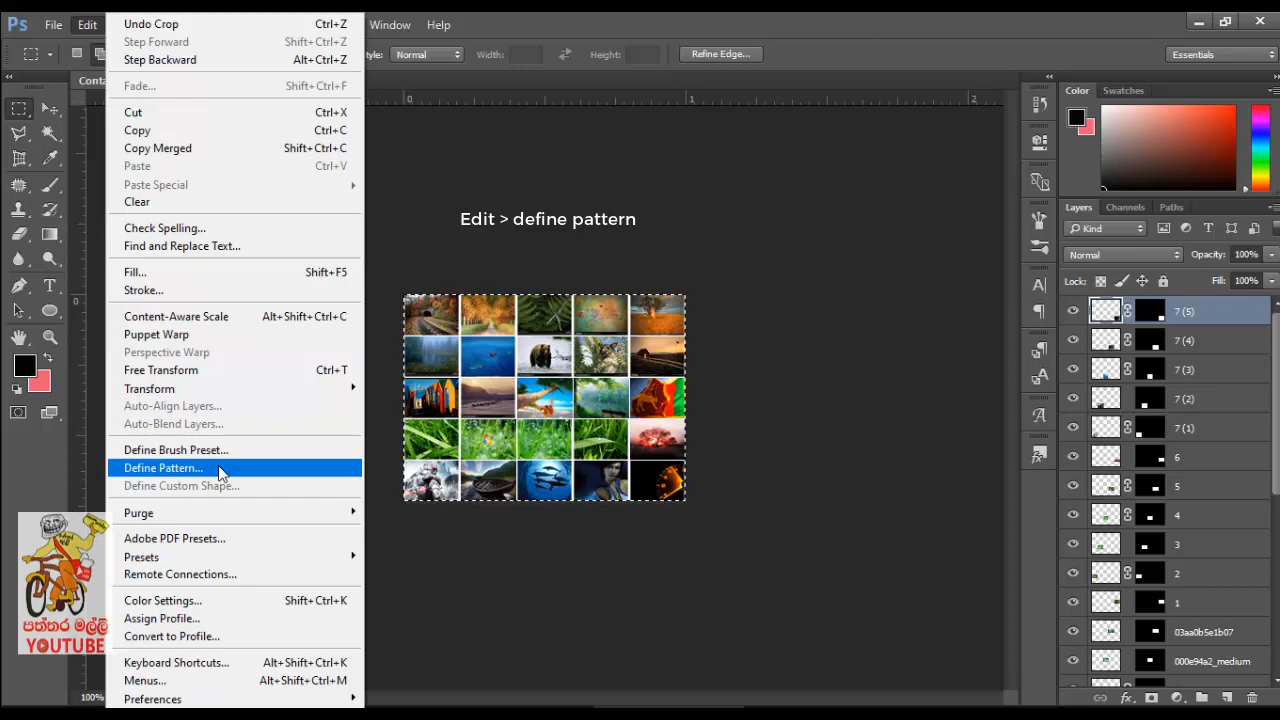 Ps File Edit Window Help
Style: Normal Width: Height: Refine Edge... Essentials
Undo Crop Ctrl+Z
Step Forward Shift+Ctrl+Z
Step Backward Alt+Ctrl+Z
Fade... Shift+Ctrl+F
Cut Ctrl+X
Copy Ctrl+C
Copy Merged Shift+Ctrl+C
Paste Ctrl+V
Paste Special
Clear
Check Spelling...
Find and Replace Text...
Fill... Shift+F5
Stroke...
Content-Aware Scale Alt+Shift+Ctrl+C
Puppet Warp
Perspective Warp
Free Transform Ctrl+T
Transform
Auto-Align Layers...
Auto-Blend Layers...
Define Brush Preset...
Define Pattern...
Define Custom Shape...
Purge
Adobe PDF Presets...
Presets
Remote Connections...
Color Settings... Shift+Ctrl+K
Assign Profile...
Convert to Profile...
Keyboard Shortcuts... Alt+Shift+Ctrl+K
Menus... Alt+Shift+Ctrl+M
Preferences
0 1 2
0
Edit > define pattern
Color Swatches
Layers Channels Paths
Kind
Normal Opacity: 100%
Lock: Fill: 100%
7 (5)
7 (4)
7 (3)
7 (2)
7 (1)
6
5
4
3
2
1
03aa0b5e1b07
000e94a2_medium
පත්තර මල්ලි
YOUTUBE
100%